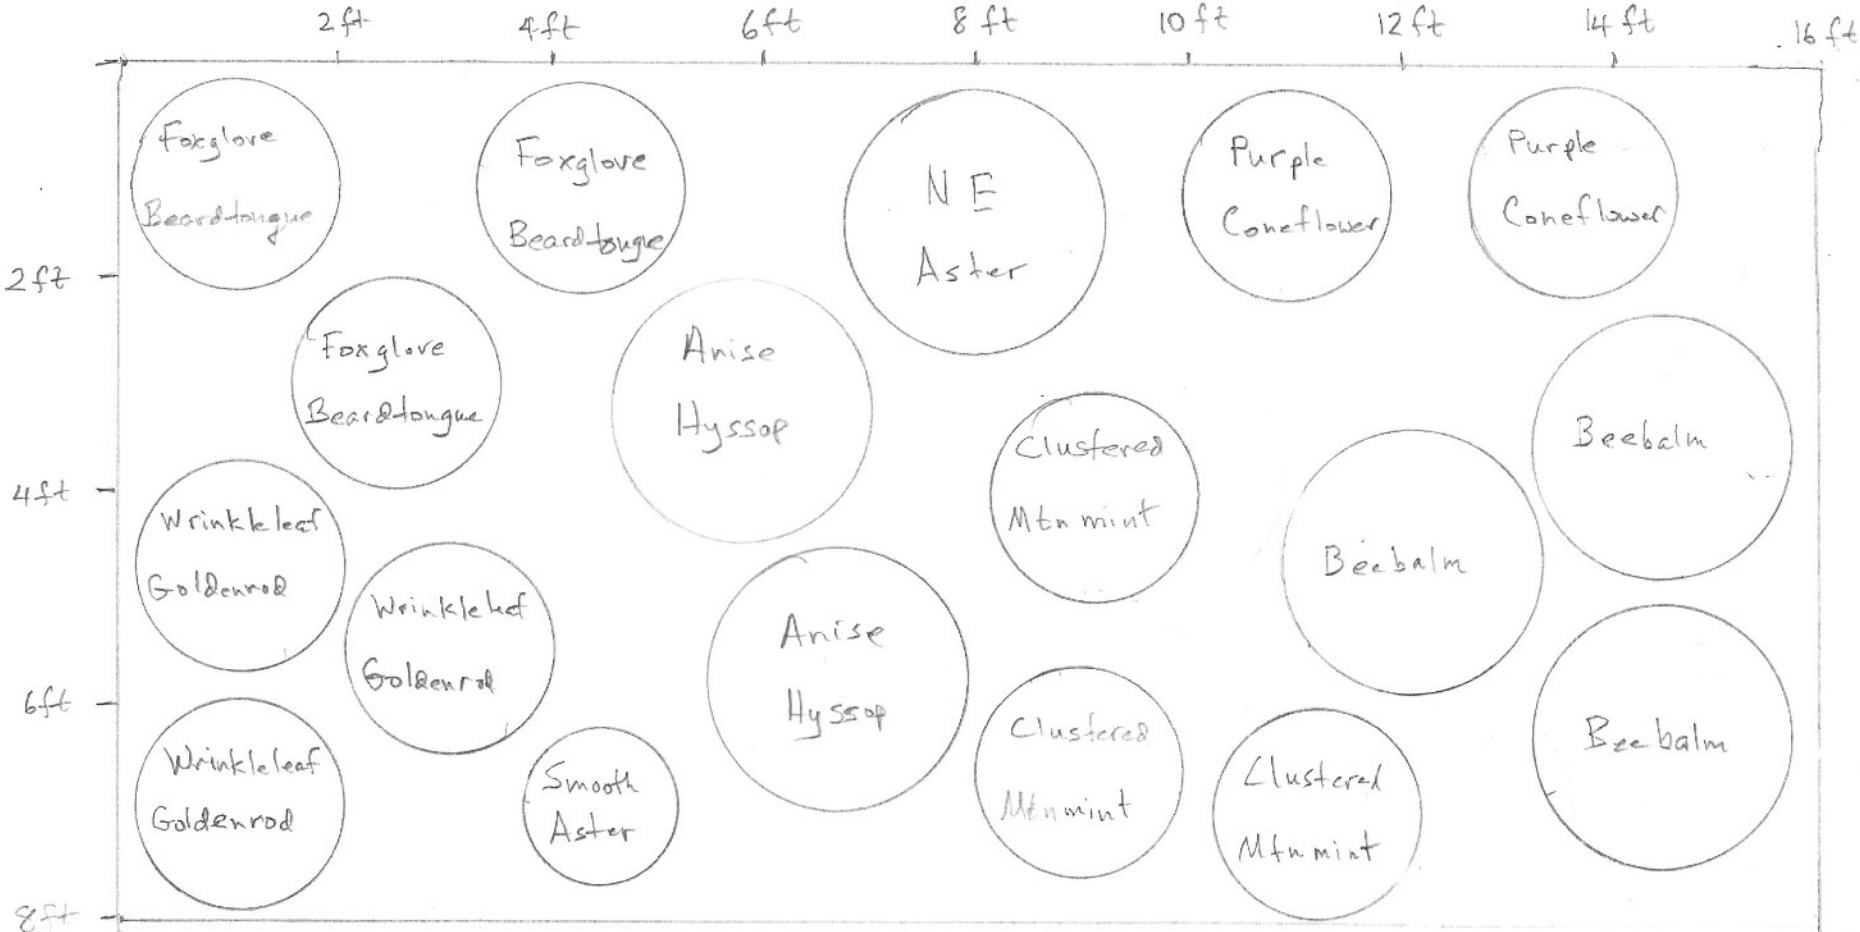 2ft 4ft 6ft 8 ft 10 ft 12 ft 14 ft 16 ft
Foxglove
Beardtongue
Foxglove
Beardtongue
NE
Aster
Purple
Coneflower
Purple
Coneflower
2ft
Foxglove
Beardtongue
Anise
Hyssop
Clustered
Mtn mint
Beebalm
4ft
Wrinkleleaf
Goldenrod
Wrinkleleaf
Goldenrod
Anise
Hyssop
Beebalm
6ft
Wrinkleleaf
Goldenrod
Smooth
Aster
Clustered
Mtn mint
Clustered
Mtn mint
Beebalm
8ft